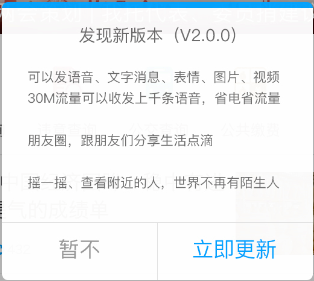 发现新版本（V2.0.0）
可以发语音、文字消息、表情、图片、视频
30M流量可以收发上千条语音，省电省流量
朋友圈，跟朋友们分享生活点滴
摇一摇、查看附近的人，世界不再有陌生人
暂不
立即更新